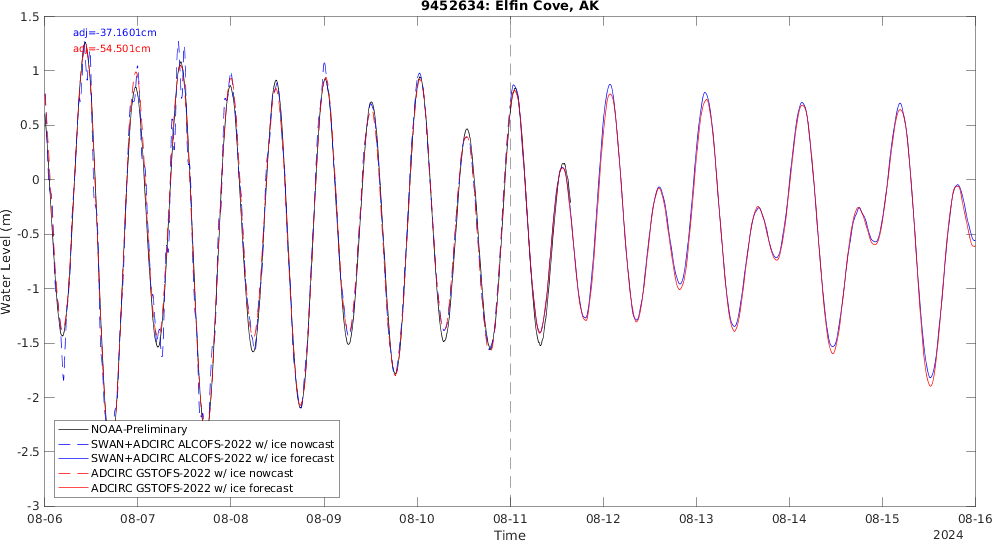 9452634: Elfin Cove, AK
adj=-37.1601cm
adj=-54.501cm
Water Level (m)
1.5
1
0.5
0
-0.5
-1
-1.5
-2
-2.5
-3
NOAA-Preliminary
SWAN+ADCIRC ALCOFS-2022 w/ ice nowcast
SWAN+ADCIRC ALCOFS-2022 w/ ice forecast
ADCIRC GSTOFS-2022 w/ ice nowcast
ADCIRC GSTOFS-2022 w/ ice forecast
08-06 08-07 08-08 08-09 08-10 08-11 08-12 08-13 08-14 08-15 08-16
Time
2024